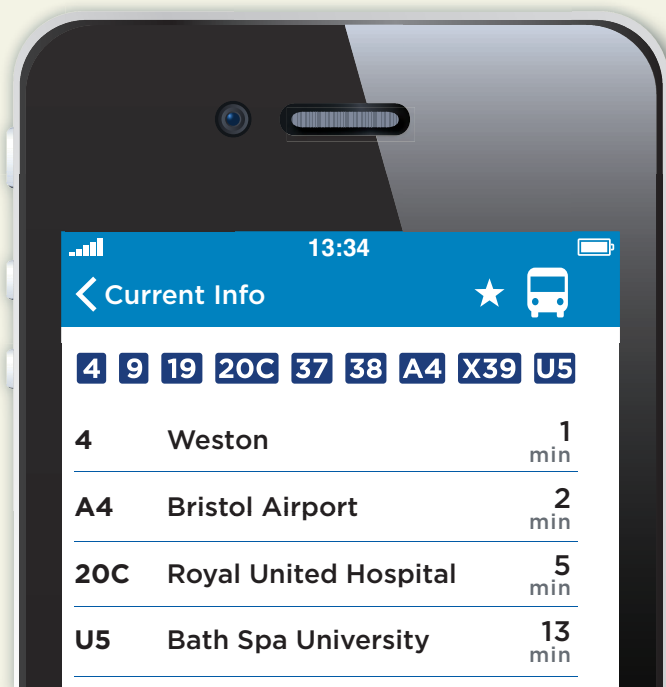 13:34
Current Info
4 9 19 20C 37 38 A4 X39 U5
4 Weston 1 min
A4 Bristol Airport 2 min
20C Royal United Hospital 5 min
U5 Bath Spa University 13 min